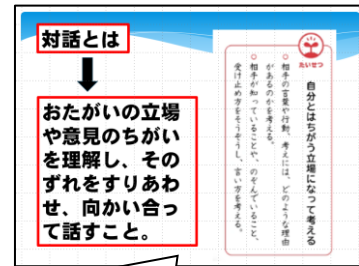 対話とは
おたがいの立場
や意見のちがい
を理解し、その
ずれをすりあわ
せ、向かい合っ
て話すこと。
たいせつ
自分とはちがう立場になって考える
○相手の言葉や行動、考えには、どのような理由
があるのかを考える。
○相手が知っていることや、のぞんでいること、
受け止め方をそうぞうし、言い方を考える。